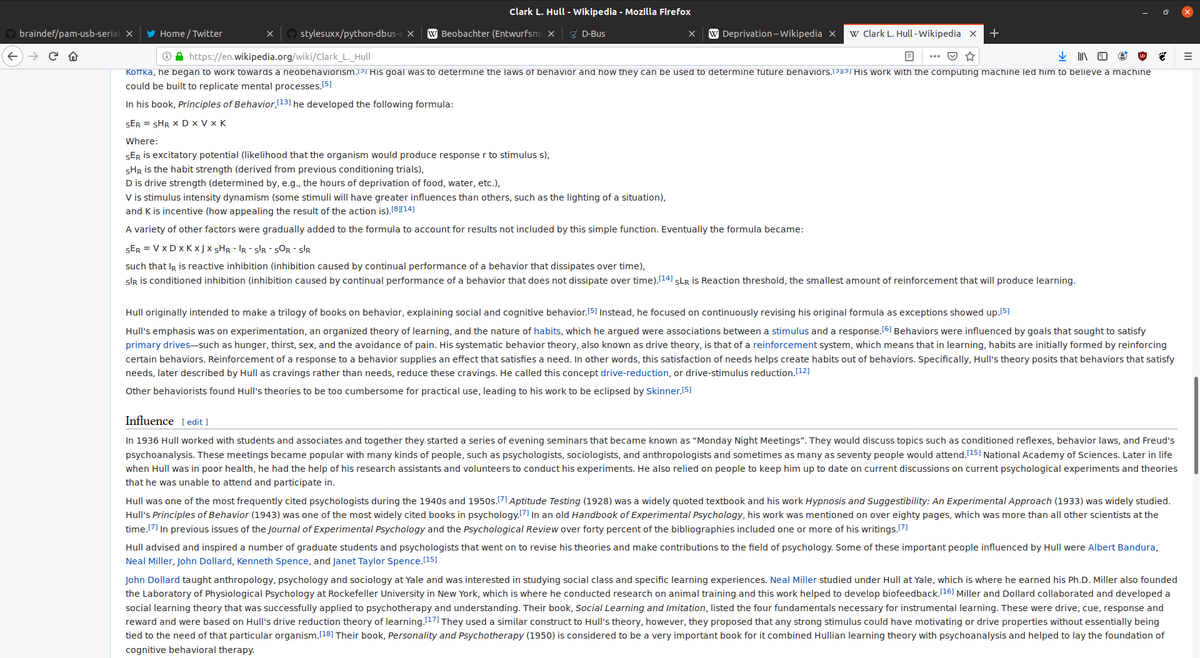 Clark L. Hull - Wikipedia - Mozilla Firefox
braindef/pam-usb-serial
Home / Twitter
stylesuxx/python-dbus-e
Beobachter (Entwurfsmu
D-Bus
Deprivation – Wikipedia
Clark L. Hull - Wikipedia
https://en.wikipedia.org/wiki/Clark_L._Hull
Koffka, he began to work towards a neobehaviorism.[5] His goal was to determine the laws of behavior and how they can be used to determine future behaviors.[3][5] His work with the computing machine led him to believe a machine
could be built to replicate mental processes.[5]
In his book, Principles of Behavior,[13] he developed the following formula:
SER = SHR × D × V × K
Where:
SER is excitatory potential (likelihood that the organism would produce response r to stimulus s),
SHR is the habit strength (derived from previous conditioning trials),
D is drive strength (determined by, e.g., the hours of deprivation of food, water, etc.),
V is stimulus intensity dynamism (some stimuli will have greater influences than others, such as the lighting of a situation),
and K is incentive (how appealing the result of the action is).[8][14]
A variety of other factors were gradually added to the formula to account for results not included by this simple function. Eventually the formula became:
SER = V x D x K x J x SHR - IR - SIR - SOR - SIR
such that IR is reactive inhibition (inhibition caused by continual performance of a behavior that dissipates over time),
SIR is conditioned inhibition (inhibition caused by continual performance of a behavior that does not dissipate over time).[14] SLR is Reaction threshold, the smallest amount of reinforcement that will produce learning.
Hull originally intended to make a trilogy of books on behavior, explaining social and cognitive behavior.[5] Instead, he focused on continuously revising his original formula as exceptions showed up.[5]
Hull's emphasis was on experimentation, an organized theory of learning, and the nature of habits, which he argued were associations between a stimulus and a response.[6] Behaviors were influenced by goals that sought to satisfy
primary drives—such as hunger, thirst, sex, and the avoidance of pain. His systematic behavior theory, also known as drive theory, is that of a reinforcement system, which means that in learning, habits are initially formed by reinforcing
certain behaviors. Reinforcement of a response to a behavior supplies an effect that satisfies a need. In other words, this satisfaction of needs helps create habits out of behaviors. Specifically, Hull's theory posits that behaviors that satisfy
needs, later described by Hull as cravings rather than needs, reduce these cravings. He called this concept drive-reduction, or drive-stimulus reduction.[12]
Other behaviorists found Hull's theories to be too cumbersome for practical use, leading to his work to be eclipsed by Skinner.[5]
Influence [ edit ]
In 1936 Hull worked with students and associates and together they started a series of evening seminars that became known as “Monday Night Meetings”. They would discuss topics such as conditioned reflexes, behavior laws, and Freud's
psychoanalysis. These meetings became popular with many kinds of people, such as psychologists, sociologists, and anthropologists and sometimes as many as seventy people would attend.[15] National Academy of Sciences. Later in life
when Hull was in poor health, he had the help of his research assistants and volunteers to conduct his experiments. He also relied on people to keep him up to date on current discussions on current psychological experiments and theories
that he was unable to attend and participate in.
Hull was one of the most frequently cited psychologists during the 1940s and 1950s.[7] Aptitude Testing (1928) was a widely quoted textbook and his work Hypnosis and Suggestibility: An Experimental Approach (1933) was widely studied.
Hull's Principles of Behavior (1943) was one of the most widely cited books in psychology.[7] In an old Handbook of Experimental Psychology, his work was mentioned on over eighty pages, which was more than all other scientists at the
time.[7] In previous issues of the Journal of Experimental Psychology and the Psychological Review over forty percent of the bibliographies included one or more of his writings.[7]
Hull advised and inspired a number of graduate students and psychologists that went on to revise his theories and make contributions to the field of psychology. Some of these important people influenced by Hull were Albert Bandura,
Neal Miller, John Dollard, Kenneth Spence, and Janet Taylor Spence.[15]
John Dollard taught anthropology, psychology and sociology at Yale and was interested in studying social class and specific learning experiences. Neal Miller studied under Hull at Yale, which is where he earned his Ph.D. Miller also founded
the Laboratory of Physiological Psychology at Rockefeller University in New York, which is where he conducted research on animal training and this work helped to develop biofeedback.[16] Miller and Dollard collaborated and developed a
social learning theory that was successfully applied to psychotherapy and understanding. Their book, Social Learning and Imitation, listed the four fundamentals necessary for instrumental learning. These were drive, cue, response and
reward and were based on Hull's drive reduction theory of learning.[17] They used a similar construct to Hull's theory, however, they proposed that any strong stimulus could have motivating or drive properties without essentially being
tied to the need of that particular organism.[18] Their book, Personality and Psychotherapy (1950) is considered to be a very important book for it combined Hullian learning theory with psychoanalysis and helped to lay the foundation of
cognitive behavioral therapy.